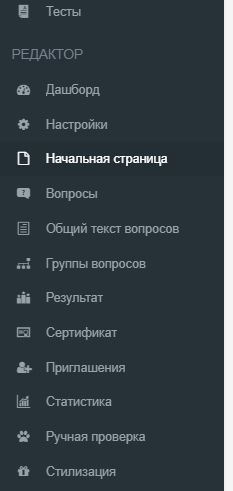 Тесты
РЕДАКТОР
Дашборд
Настройки
Начальная страница
Вопросы
Общий текст вопросов
Группы вопросов
Результат
Сертификат
Приглашения
Статистика
Ручная проверка
Стилизация